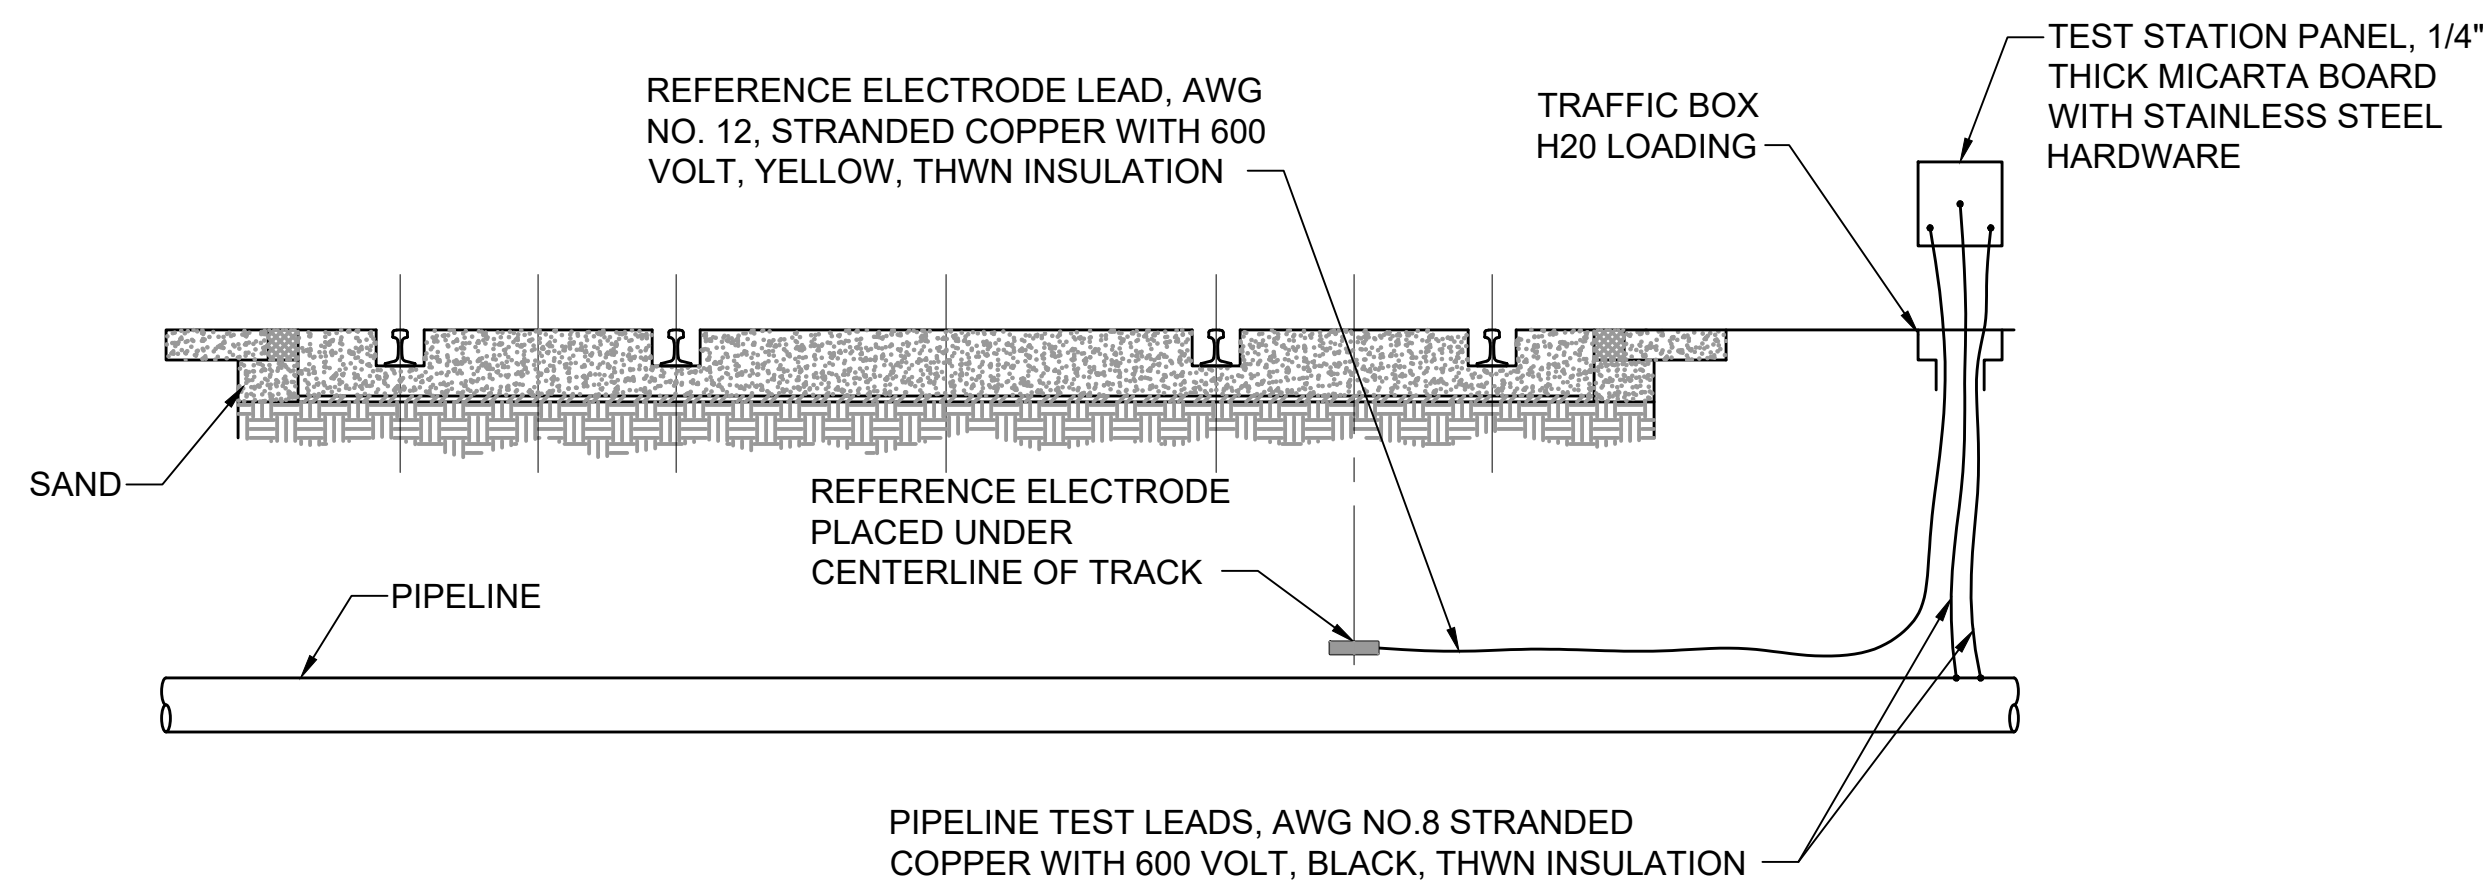 TEST STATION PANEL, 1/4"
THICK MICARTA BOARD
WITH STAINLESS STEEL
HARDWARE
REFERENCE ELECTRODE LEAD, AWG
NO. 12, STRANDED COPPER WITH 600
VOLT, YELLOW, THWN INSULATION
TRAFFIC BOX
H20 LOADING
SAND
REFERENCE ELECTRODE
PLACED UNDER
CENTERLINE OF TRACK
PIPELINE
PIPELINE TEST LEADS, AWG NO.8 STRANDED
COPPER WITH 600 VOLT, BLACK, THWN INSULATION